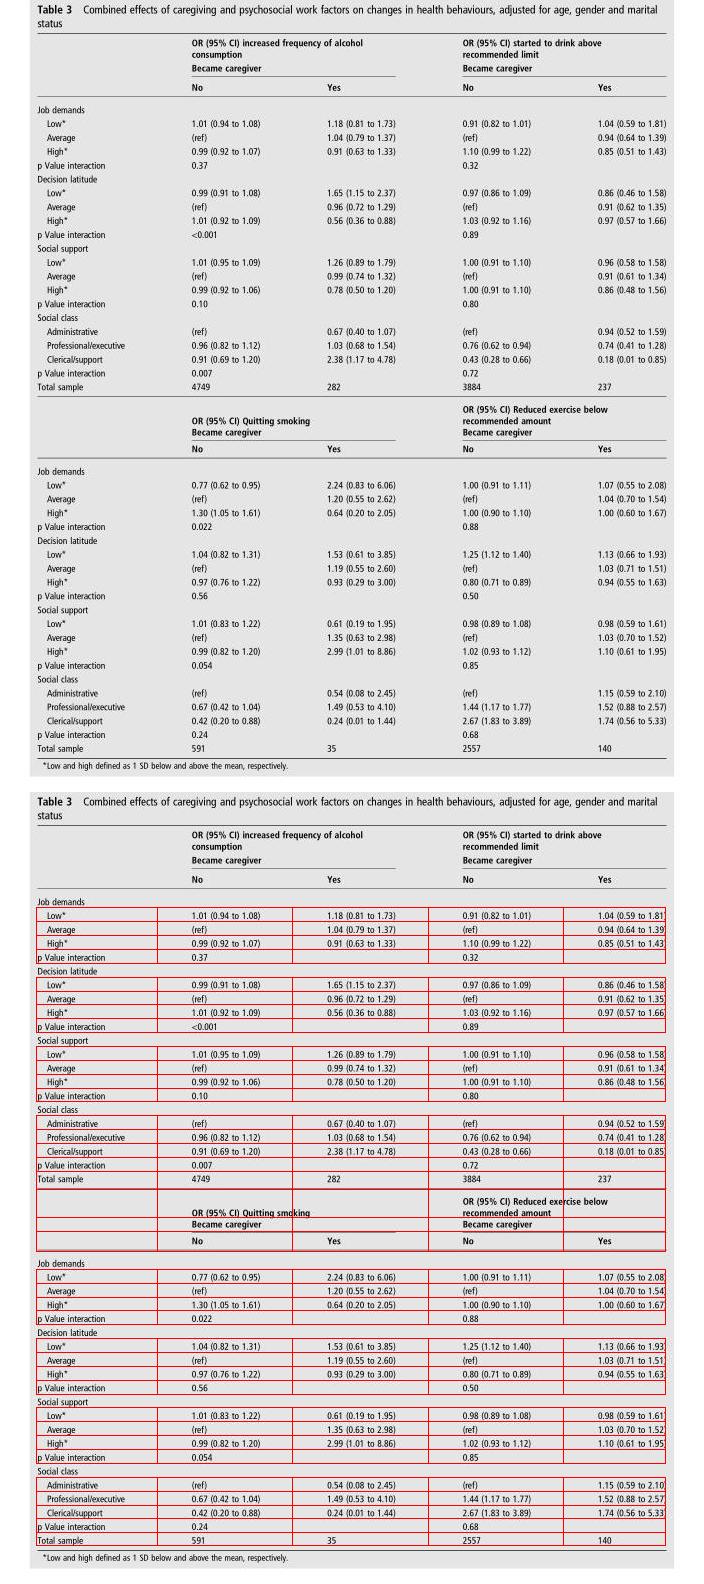 Table 3 Combined effects of caregiving and psychosocial work factors on changes in health behaviours, adjusted for age, gender and marital
status
OR (95% CI) increased frequency of alcohol OR (95% CI) started to drink above
consumption recommended limit
Became caregiver Became caregiver
No Yes No Yes
Job demands
Low* 1.01 (0.94 to 1.08) 1.18 (0.81 to 1.73) 0.91 (0.82 to 1.01) 1.04 (0.59 to 1.81)
Average (ref) 1.04 (0.79 to 1.37) (ref) 0.94 (0.64 to 1.39)
High* 0.99 (0.92 to 1.07) 0.91 (0.63 to 1.33) 1.10 (0.99 to 1.22) 0.85 (0.51 to 1.43)
p Value interaction 0.37 0.32
Decision latitude
Low* 0.99 (0.91 to 1.08) 1.65 (1.15 to 2.37) 0.97 (0.86 to 1.09) 0.86 (0.46 to 1.58)
Average (ref) 0.96 (0.72 to 1.29) (ref) 0.91 (0.62 to 1.35)
High* 1.01 (0.92 to 1.09) 0.56 (0.36 to 0.88) 1.03 (0.92 to 1.16) 0.97 (0.57 to 1.66)
p Value interaction <0.001 0.89
Social support
Low* 1.01 (0.95 to 1.09) 1.26 (0.89 to 1.79) 1.00 (0.91 to 1.10) 0.96 (0.58 to 1.58)
Average (ref) 0.99 (0.74 to 1.32) (ref) 0.91 (0.61 to 1.34)
High* 0.99 (0.92 to 1.06) 0.78 (0.50 to 1.20) 1.00 (0.91 to 1.10) 0.86 (0.48 to 1.56)
p Value interaction 0.10 0.80
Social class
Administrative (ref) 0.67 (0.40 to 1.07) (ref) 0.94 (0.52 to 1.59)
Professional/executive 0.96 (0.82 to 1.12) 1.03 (0.68 to 1.54) 0.76 (0.62 to 0.94) 0.74 (0.41 to 1.28)
Clerical/support 0.91 (0.69 to 1.20) 2.38 (1.17 to 4.78) 0.43 (0.28 to 0.66) 0.18 (0.01 to 0.85)
p Value interaction 0.007 0.72
Total sample 4749 282 3884 237
OR (95% CI) Reduced exercise below
OR (95% CI) Quitting smoking recommended amount
Became caregiver Became caregiver
No Yes No Yes
Job demands
Low* 0.77 (0.62 to 0.95) 2.24 (0.83 to 6.06) 1.00 (0.91 to 1.11) 1.07 (0.55 to 2.08)
Average (ref) 1.20 (0.55 to 2.62) (ref) 1.04 (0.70 to 1.54)
High* 1.30 (1.05 to 1.61) 0.64 (0.20 to 2.05) 1.00 (0.90 to 1.10) 1.00 (0.60 to 1.67)
p Value interaction 0.022 0.88
Decision latitude
Low* 1.04 (0.82 to 1.31) 1.53 (0.61 to 3.85) 1.25 (1.12 to 1.40) 1.13 (0.66 to 1.93)
Average (ref) 1.19 (0.55 to 2.60) (ref) 1.03 (0.71 to 1.51)
High* 0.97 (0.76 to 1.22) 0.93 (0.29 to 3.00) 0.80 (0.71 to 0.89) 0.94 (0.55 to 1.63)
p Value interaction 0.56 0.50
Social support
Low* 1.01 (0.83 to 1.22) 0.61 (0.19 to 1.95) 0.98 (0.89 to 1.08) 0.98 (0.59 to 1.61)
Average (ref) 1.35 (0.63 to 2.98) (ref) 1.03 (0.70 to 1.52)
High* 0.99 (0.82 to 1.20) 2.99 (1.01 to 8.86) 1.02 (0.93 to 1.12) 1.10 (0.61 to 1.95)
p Value interaction 0.054 0.85
Social class
Administrative (ref) 0.54 (0.08 to 2.45) (ref) 1.15 (0.59 to 2.10)
Professional/executive 0.67 (0.42 to 1.04) 1.49 (0.53 to 4.10) 1.44 (1.17 to 1.77) 1.52 (0.88 to 2.57)
Clerical/support 0.42 (0.20 to 0.88) 0.24 (0.01 to 1.44) 2.67 (1.83 to 3.89) 1.74 (0.56 to 5.33)
p Value interaction 0.24 0.68
Total sample 591 35 2557 140
*Low and high defined as 1 SD below and above the mean, respectively.
Table 3 Combined effects of caregiving and psychosocial work factors on changes in health behaviours, adjusted for age, gender and marital
status
OR (95% CI) increased frequency of alcohol OR (95% CI) started to drink above
consumption recommended limit
Became caregiver Became caregiver
No Yes No Yes
Job demands
Low* 1.01 (0.94 to 1.08) 1.18 (0.81 to 1.73) 0.91 (0.82 to 1.01) 1.04 (0.59 to 1.81)
Average (ref) 1.04 (0.79 to 1.37) (ref) 0.94 (0.64 to 1.39)
High* 0.99 (0.92 to 1.07) 0.91 (0.63 to 1.33) 1.10 (0.99 to 1.22) 0.85 (0.51 to 1.43)
p Value interaction 0.37 0.32
Decision latitude
Low* 0.99 (0.91 to 1.08) 1.65 (1.15 to 2.37) 0.97 (0.86 to 1.09) 0.86 (0.46 to 1.58)
Average (ref) 0.96 (0.72 to 1.29) (ref) 0.91 (0.62 to 1.35)
High* 1.01 (0.92 to 1.09) 0.56 (0.36 to 0.88) 1.03 (0.92 to 1.16) 0.97 (0.57 to 1.66)
p Value interaction <0.001 0.89
Social support
Low* 1.01 (0.95 to 1.09) 1.26 (0.89 to 1.79) 1.00 (0.91 to 1.10) 0.96 (0.58 to 1.58)
Average (ref) 0.99 (0.74 to 1.32) (ref) 0.91 (0.61 to 1.34)
High* 0.99 (0.92 to 1.06) 0.78 (0.50 to 1.20) 1.00 (0.91 to 1.10) 0.86 (0.48 to 1.56)
p Value interaction 0.10 0.80
Social class
Administrative (ref) 0.67 (0.40 to 1.07) (ref) 0.94 (0.52 to 1.59)
Professional/executive 0.96 (0.82 to 1.12) 1.03 (0.68 to 1.54) 0.76 (0.62 to 0.94) 0.74 (0.41 to 1.28)
Clerical/support 0.91 (0.69 to 1.20) 2.38 (1.17 to 4.78) 0.43 (0.28 to 0.66) 0.18 (0.01 to 0.85)
p Value interaction 0.007 0.72
Total sample 4749 282 3884 237
OR (95% CI) Reduced exercise below
OR (95% CI) Quitting smoking recommended amount
Became caregiver Became caregiver
No Yes No Yes
Job demands
Low* 0.77 (0.62 to 0.95) 2.24 (0.83 to 6.06) 1.00 (0.91 to 1.11) 1.07 (0.55 to 2.08)
Average (ref) 1.20 (0.55 to 2.62) (ref) 1.04 (0.70 to 1.54)
High* 1.30 (1.05 to 1.61) 0.64 (0.20 to 2.05) 1.00 (0.90 to 1.10) 1.00 (0.60 to 1.67)
p Value interaction 0.022 0.88
Decision latitude
Low* 1.04 (0.82 to 1.31) 1.53 (0.61 to 3.85) 1.25 (1.12 to 1.40) 1.13 (0.66 to 1.93)
Average (ref) 1.19 (0.55 to 2.60) (ref) 1.03 (0.71 to 1.51)
High* 0.97 (0.76 to 1.22) 0.93 (0.29 to 3.00) 0.80 (0.71 to 0.89) 0.94 (0.55 to 1.63)
p Value interaction 0.56 0.50
Social support
Low* 1.01 (0.83 to 1.22) 0.61 (0.19 to 1.95) 0.98 (0.89 to 1.08) 0.98 (0.59 to 1.61)
Average (ref) 1.35 (0.63 to 2.98) (ref) 1.03 (0.70 to 1.52)
High* 0.99 (0.82 to 1.20) 2.99 (1.01 to 8.86) 1.02 (0.93 to 1.12) 1.10 (0.61 to 1.95)
p Value interaction 0.054 0.85
Social class
Administrative (ref) 0.54 (0.08 to 2.45) (ref) 1.15 (0.59 to 2.10)
Professional/executive 0.67 (0.42 to 1.04) 1.49 (0.53 to 4.10) 1.44 (1.17 to 1.77) 1.52 (0.88 to 2.57)
Clerical/support 0.42 (0.20 to 0.88) 0.24 (0.01 to 1.44) 2.67 (1.83 to 3.89) 1.74 (0.56 to 5.33)
p Value interaction 0.24 0.68
Total sample 591 35 2557 140
*Low and high defined as 1 SD below and above the mean, respectively.